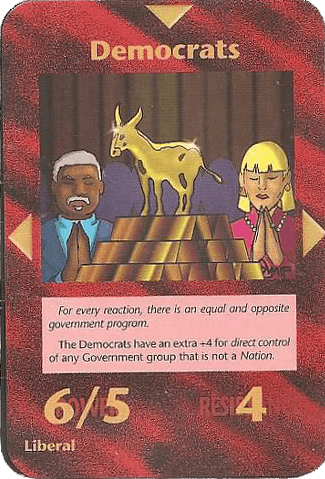 Democrats
For every reaction, there is an equal and opposite
government program.
The Democrats have an extra +4 for direct control
of any Government group that is not a Nation.
6/5 4
Liberal